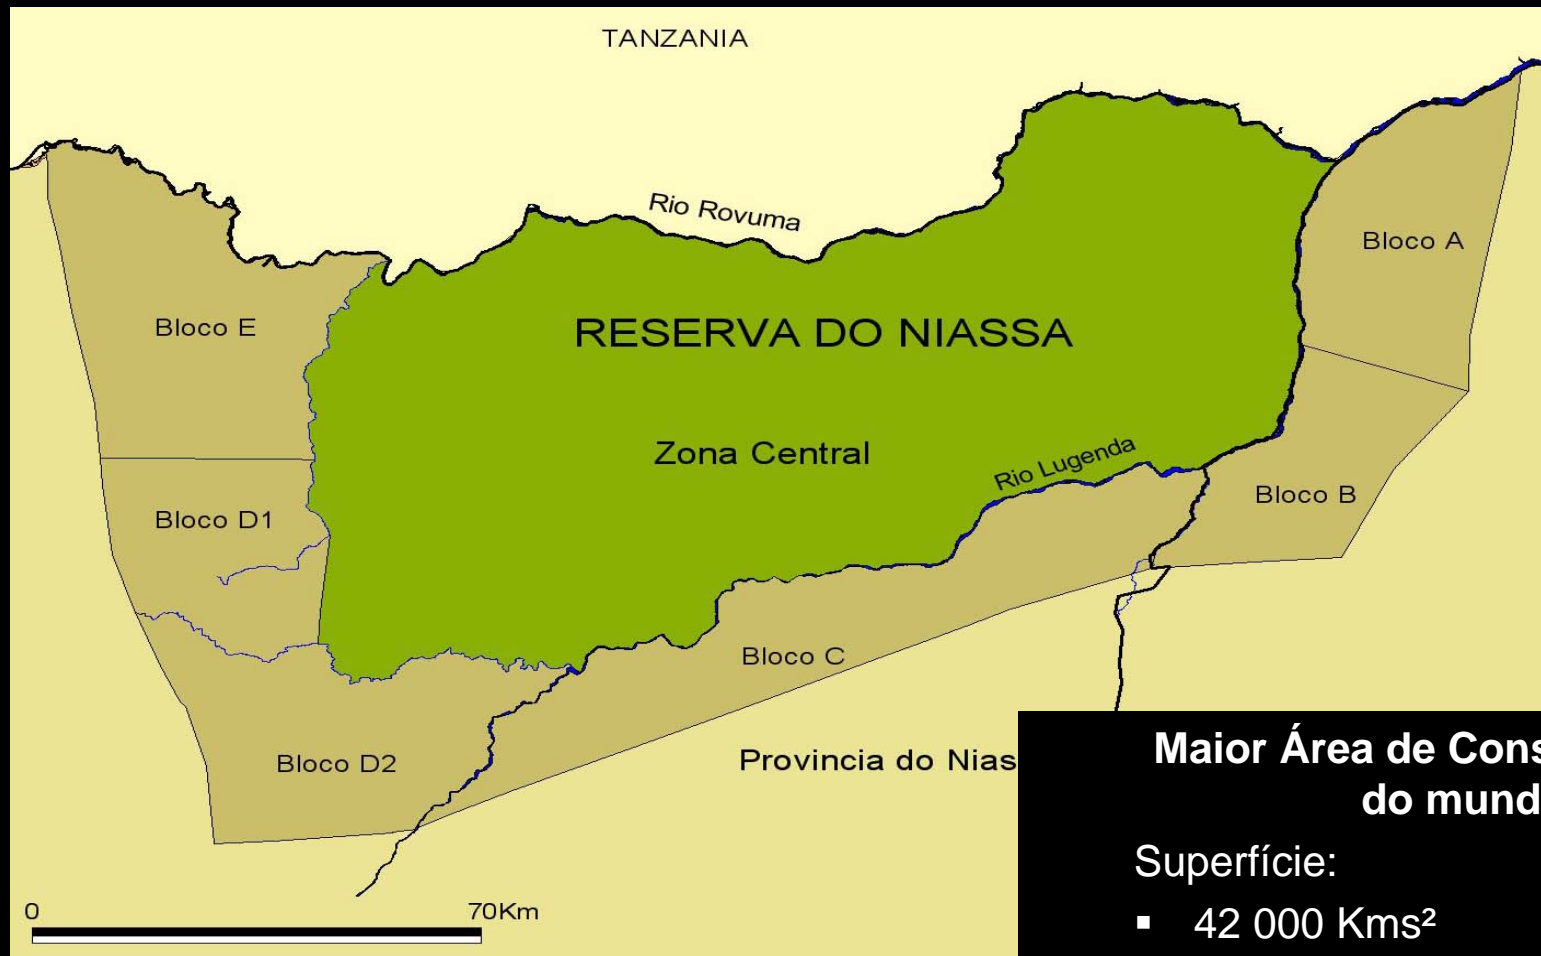 TANZANIA
Rio Rovuma
Bloco A
Bloco E
RESERVA DO NIASSA
Zona Central
Rio Lugenda
Bloco B
Bloco D1
Bloco C
Bloco D2
Provincia do Nias
Maior Área de Cons
do mund
Superfície:
▪ 42 000 Kms²
0 70Km